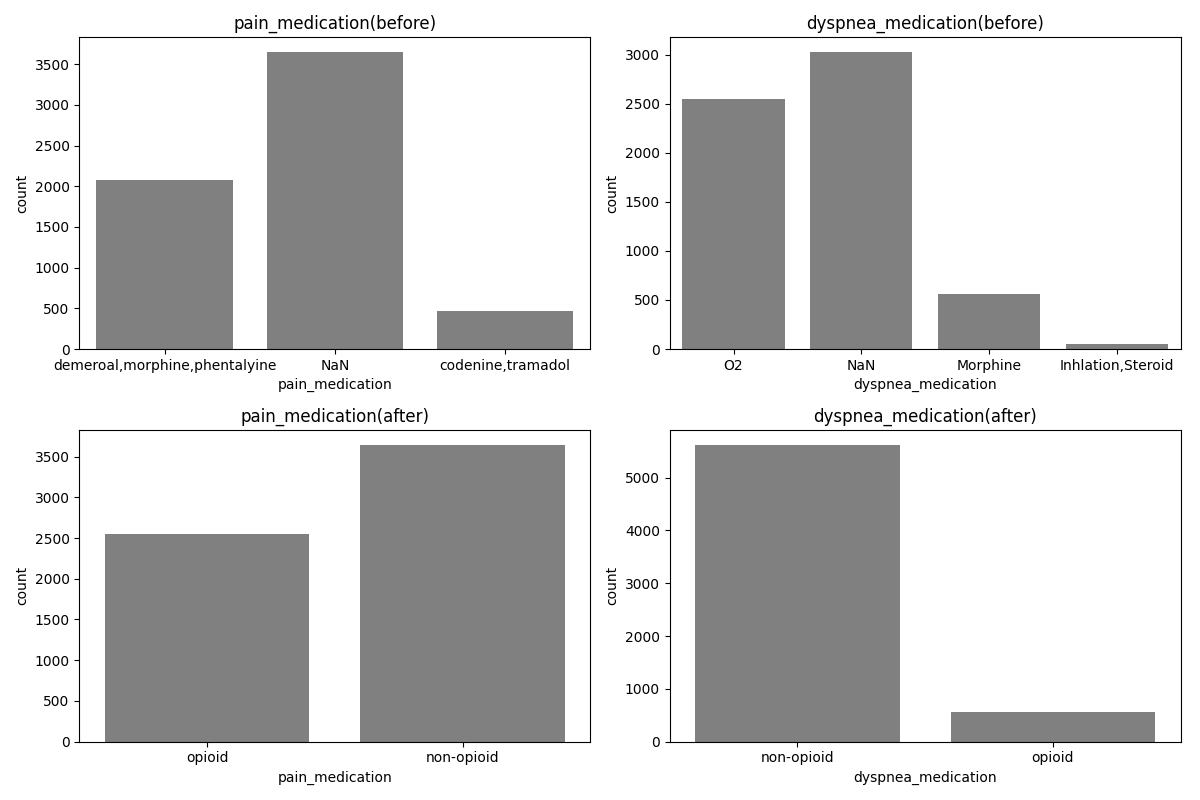 pain_medication(before)
count
3500
3000
2500
2000
1500
1000
500
0
demeroal,morphine,phentalyine NaN codenine,tramadol
pain_medication
dyspnea_medication(before)
count
3000
2500
2000
1500
1000
500
0
O2 NaN Morphine Inhlation,Steroid
dyspnea_medication
pain_medication(after)
count
3500
3000
2500
2000
1500
1000
500
0
opioid non-opioid
pain_medication
dyspnea_medication(after)
count
5000
4000
3000
2000
1000
0
non-opioid opioid
dyspnea_medication